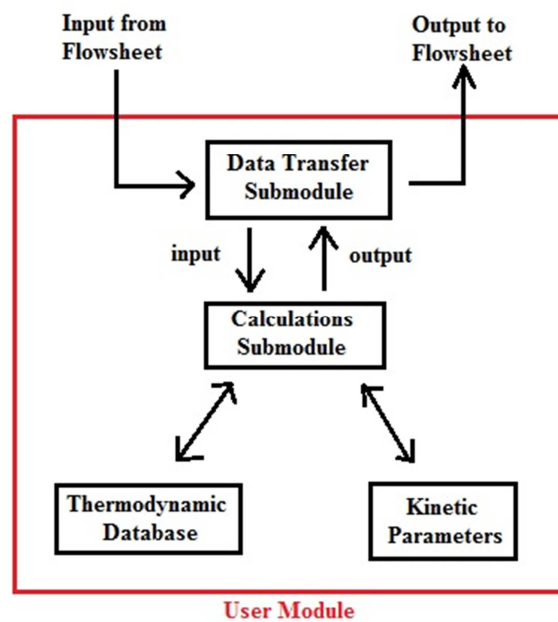 Input from
Flowsheet
Output to
Flowsheet
Data Transfer
Submodule
input
output
Calculations
Submodule
Thermodynamic
Database
Kinetic
Parameters
User Module